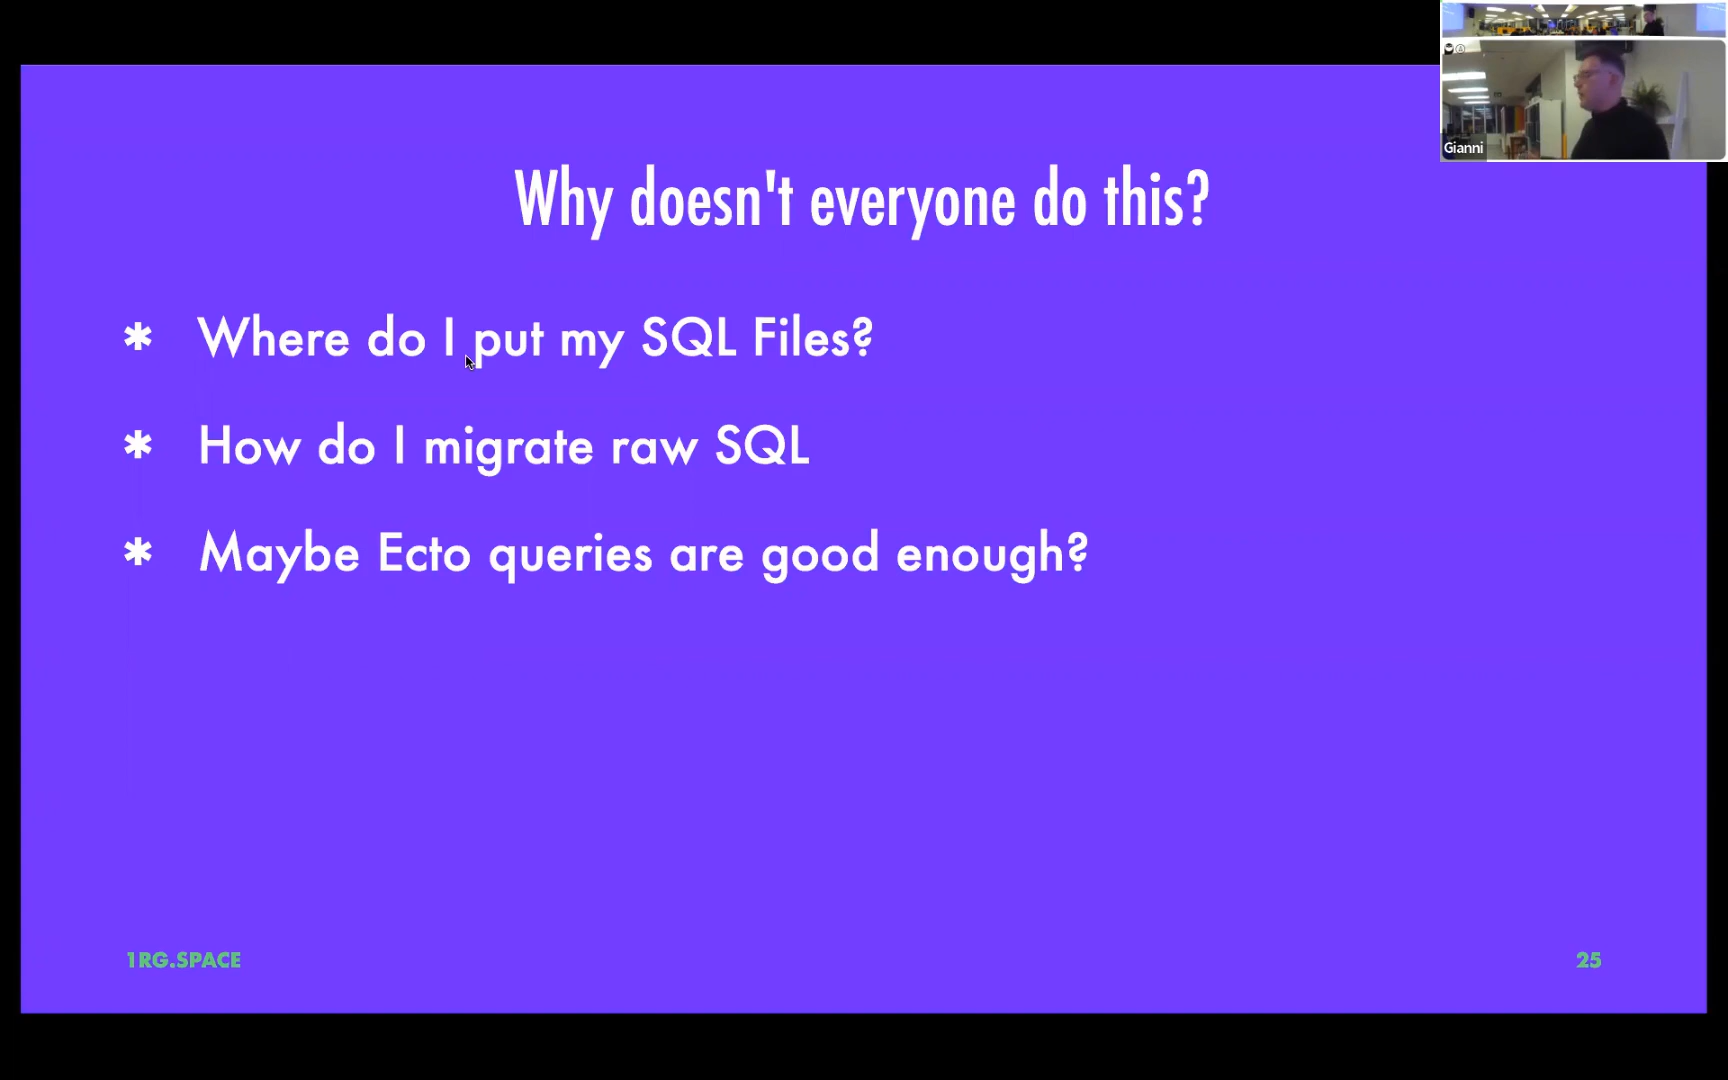 Gianni
Why doesn't everyone do this?
* Where do I put my SQL Files?
* How do I migrate raw SQL
* Maybe Ecto queries are good enough?
1RG.SPACE
25